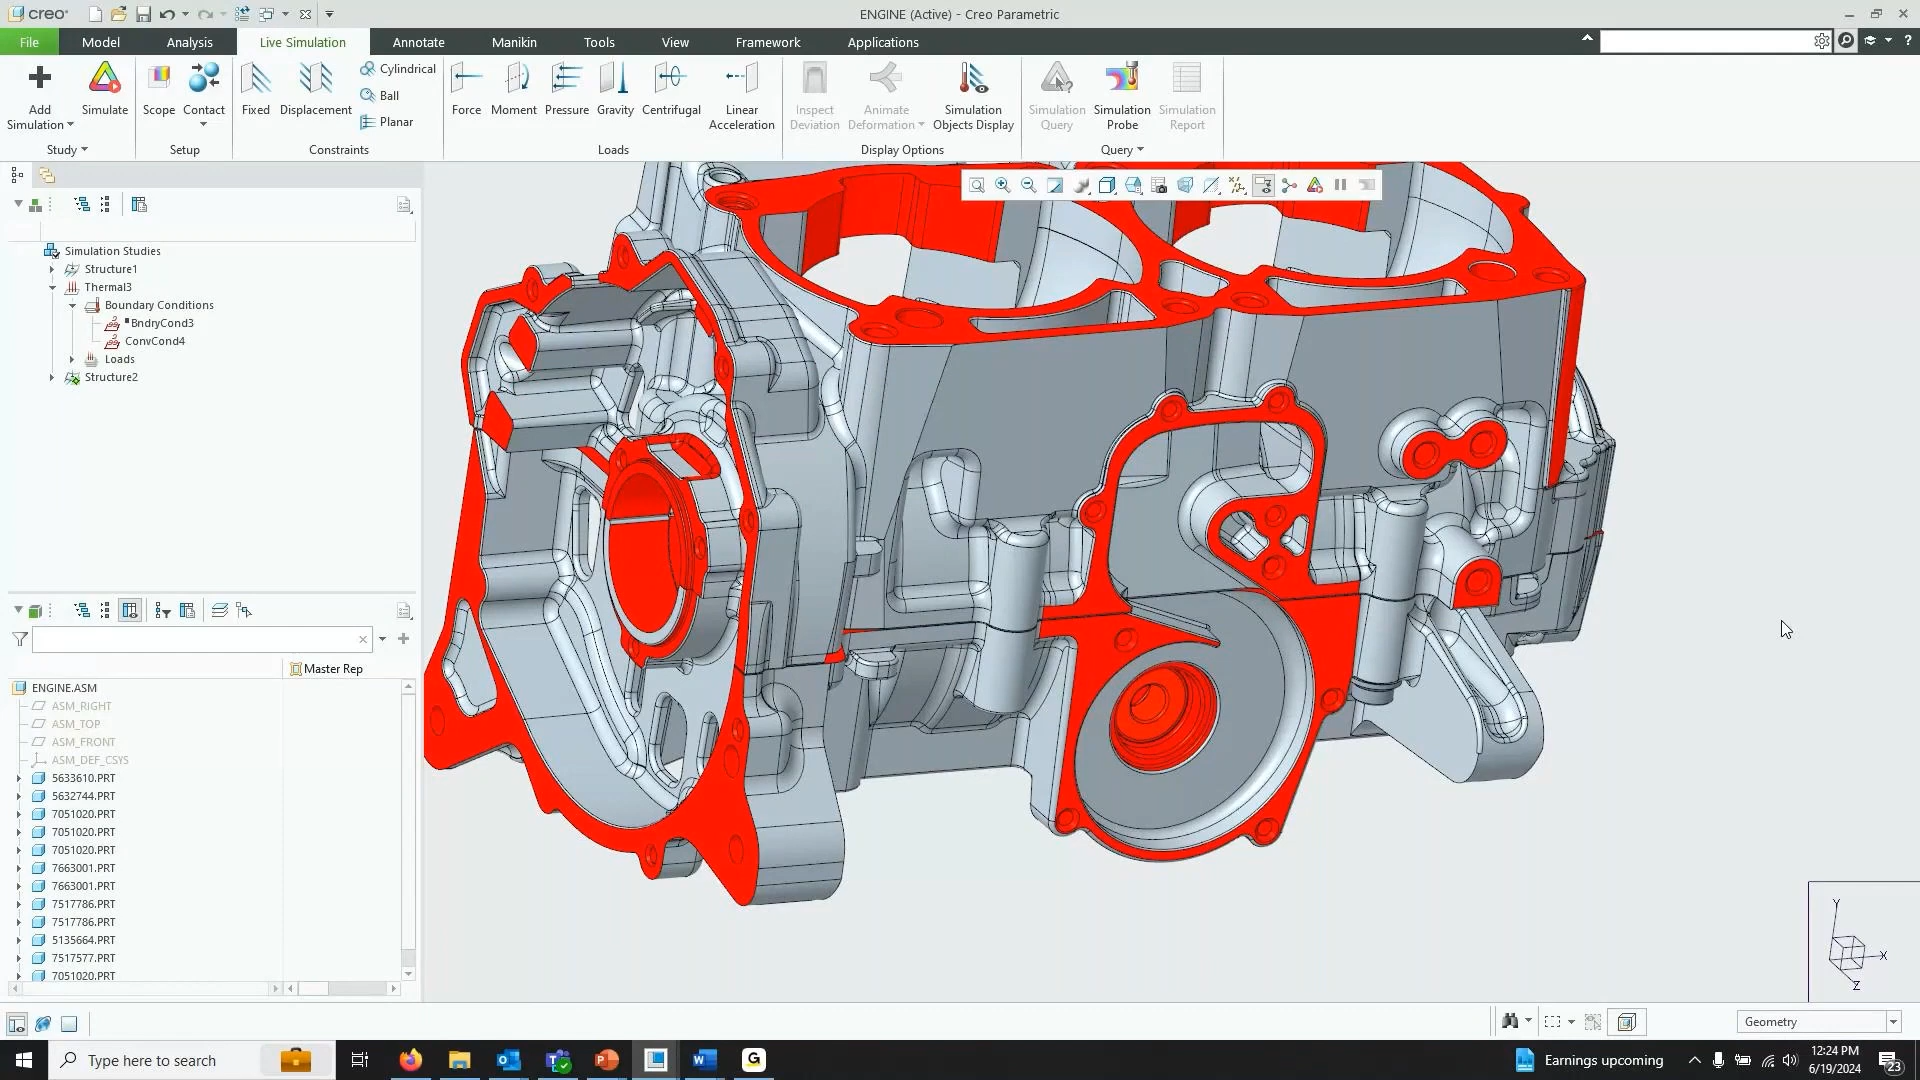 creo
ENGINE (Active) - Creo Parametric
File
Model
Analysis
Live Simulation
Annotate
Manikin
Tools
View
Framework
Applications
Add
Simulation
Simulate
Study
Scope
Contact
Setup
Fixed
Displacement
Cylindrical
Ball
Planar
Constraints
Force
Moment
Pressure
Gravity
Centrifugal
Linear
Acceleration
Loads
Inspect
Deviation
Animate
Deformation
Simulation
Objects Display
Display Options
Simulation
Query
Simulation
Probe
Simulation
Report
Query
Simulation Studies
Structure1
Thermal3
Boundary Conditions
BndryCond3
ConvCond4
Loads
Structure2
Master Rep
ENGINE.ASM
ASM_RIGHT
ASM_TOP
ASM_FRONT
ASM_DEF_CSYS
5633610.PRT
5632744.PRT
7051020.PRT
7051020.PRT
7051020.PRT
7663001.PRT
7663001.PRT
7517786.PRT
7517786.PRT
5135664.PRT
7517577.PRT
7051020.PRT
Y
X
Z
Geometry
Type here to search
Earnings upcoming
12:24 PM
6/19/2024
23